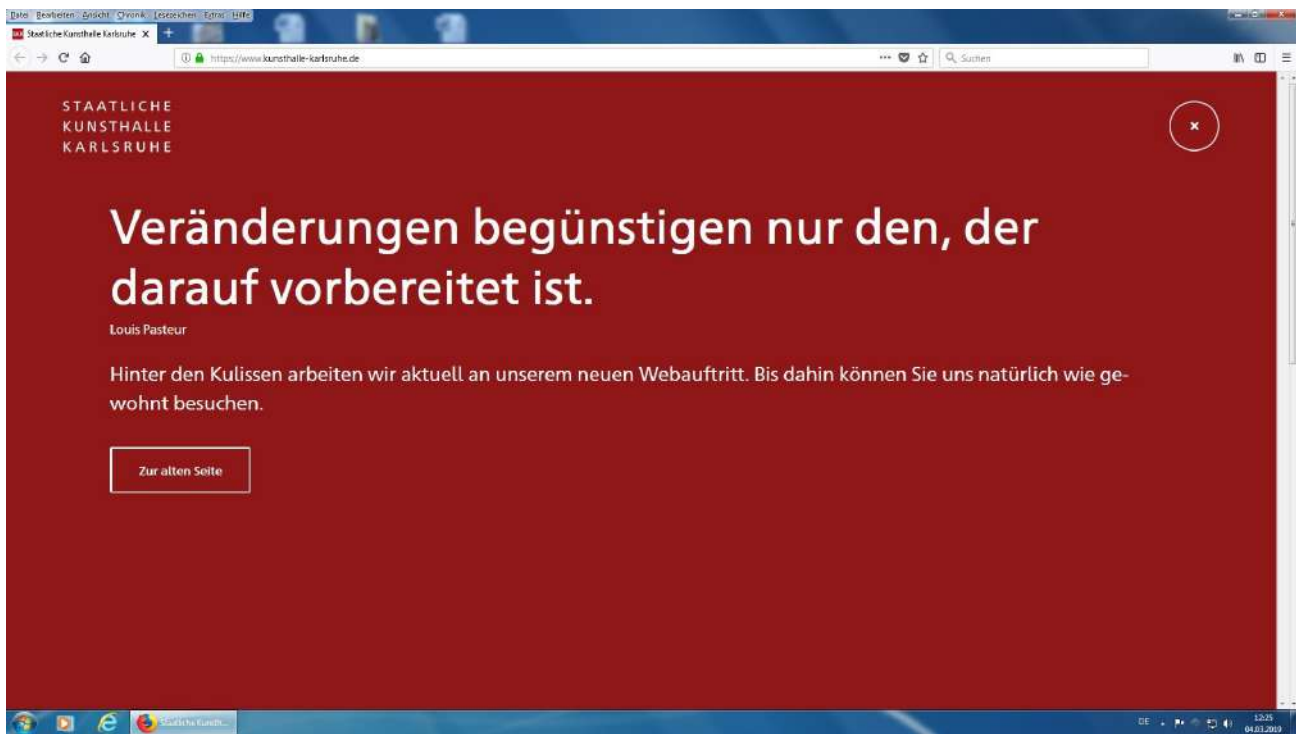 Datei Bearbeiten Ansicht Chronik Lesezeichen Extras Hilfe
Staatliche Kunsthalle Karlsruhe
https://www.kunsthalle-karlsruhe.de
Suchen
STAATLICHE
KUNSTHALLE
KARLSRUHE
Veränderungen begünstigen nur den, der
darauf vorbereitet ist.
Louis Pasteur
Hinter den Kulissen arbeiten wir aktuell an unserem neuen Webauftritt. Bis dahin können Sie uns natürlich wie ge-
wohnt besuchen.
Zur alten Seite
Staatliche Kunsth...
DE
12:25
04.03.2019